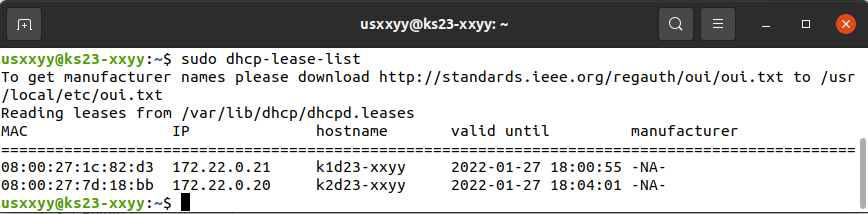 usxxyy@ks23-xxyy: ~
usxxyy@ks23-xxyy:~$ sudo dhcp-lease-list
To get manufacturer names please download http://standards.ieee.org/regauth/oui/oui.txt to /usr
/local/etc/oui.txt
Reading leases from /var/lib/dhcp/dhcpd.leases
MAC                IP              hostname       valid until         manufacturer
===============================================================================================
08:00:27:1c:82:d3  172.22.0.21     k1d23-xxyy     2022-01-27 18:00:55 -NA-
08:00:27:7d:18:bb  172.22.0.20     k2d23-xxyy     2022-01-27 18:04:01 -NA-
usxxyy@ks23-xxyy:~$